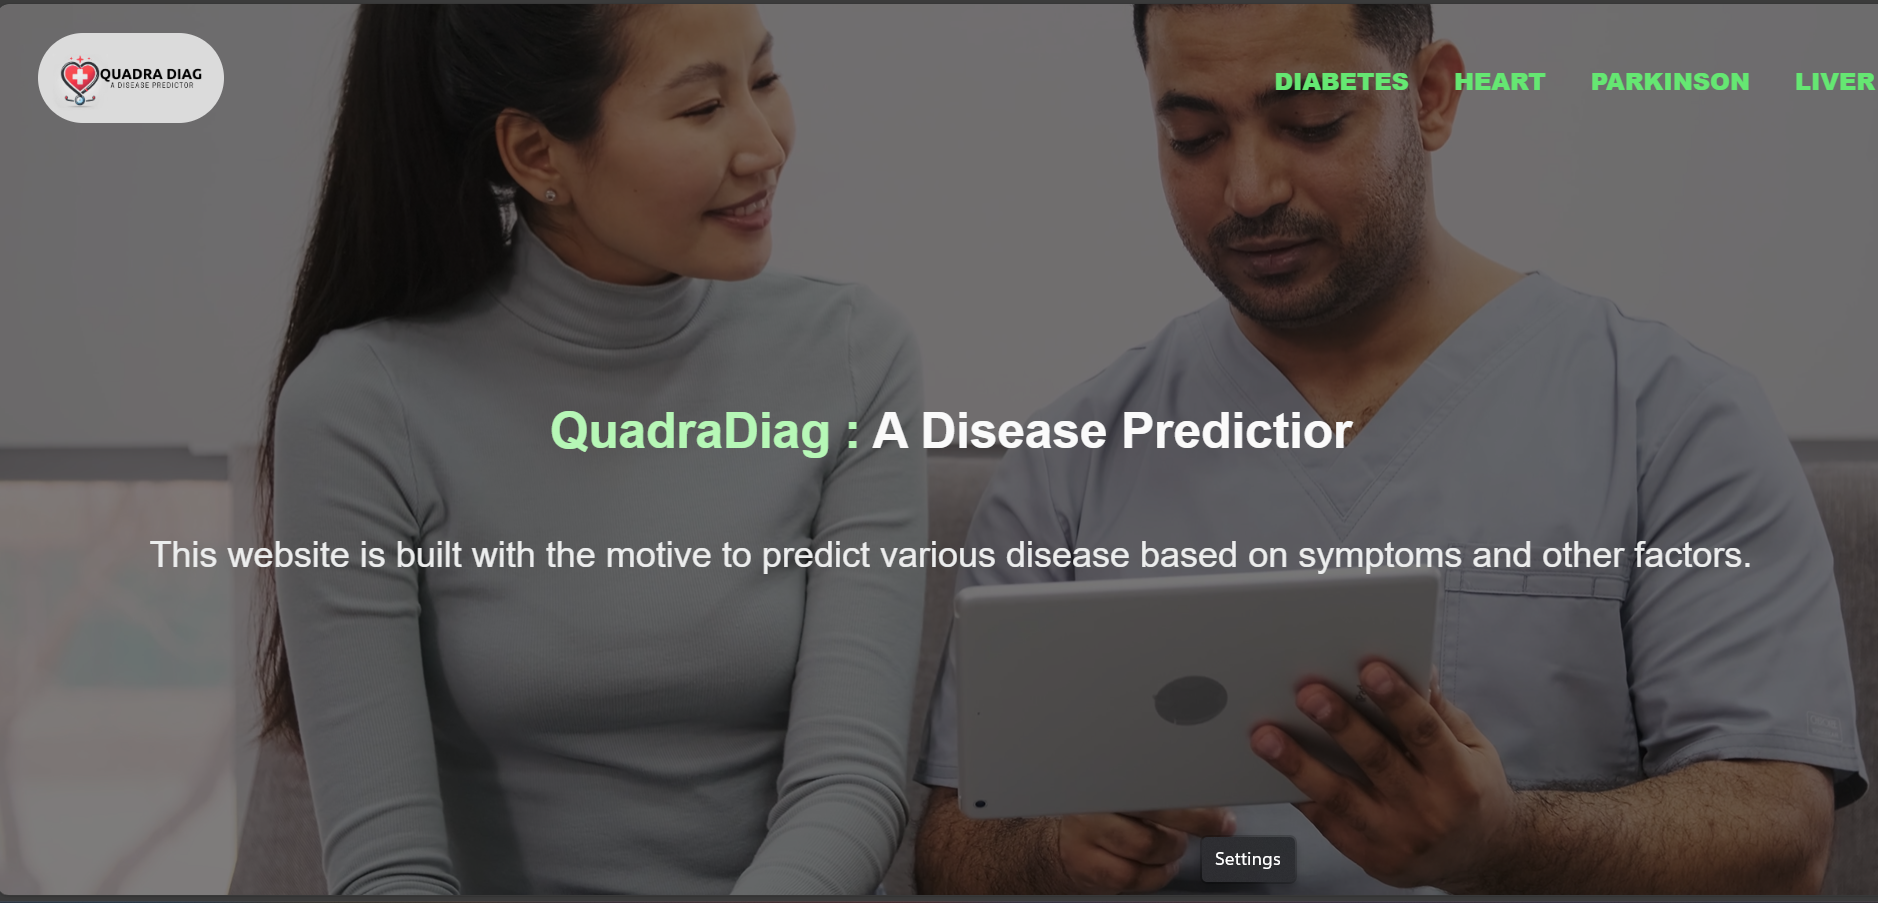 QUADRA DIAG
A DISEASE PREDICTOR
DIABETES HEART PARKINSON LIVER
QuadraDiag : A Disease Predictior
This website is built with the motive to predict various disease based on symptoms and other factors.
Settings